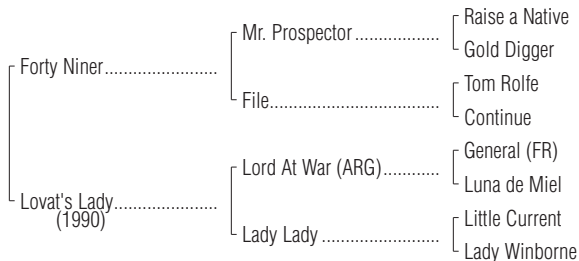 Raise a Native
Mr. Prospector ..................
Gold Digger
Forty Niner........................
Tom Rolfe
File.....................................
Continue
General (FR)
Lord At War (ARG)............
Luna de Miel
Lovat's Lady......................
(1990)
Little Current
Lady Lady .........................
Lady Winborne